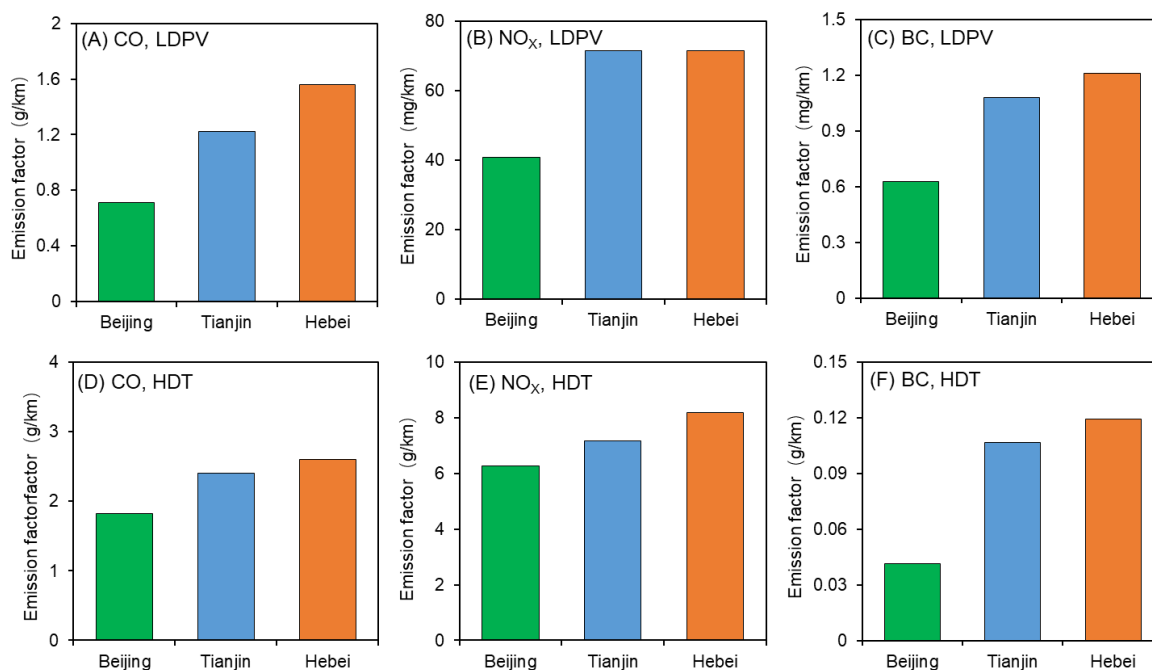 (A) CO, LDPV
Emission factor (g/km)
2
1.6
1.2
0.8
0.4
0
Beijing Tianjin Hebei
(B) NOX, LDPV
Emission factor (mg/km)
80
60
40
20
0
Beijing Tianjin Hebei
(C) BC, LDPV
Emission factor (mg/km)
1.5
1.2
0.9
0.6
0.3
0
Beijing Tianjin Hebei
(D) CO, HDT
Emission factorfactor (g/km)
4
3
2
1
0
Beijing Tianjin Hebei
(E) NOX, HDT
Emission factor (g/km)
10
8
6
4
2
0
Beijing Tianjin Hebei
(F) BC, HDT
Emission factor (g/km)
0.15
0.12
0.09
0.06
0.03
0
Beijing Tianjin Hebei